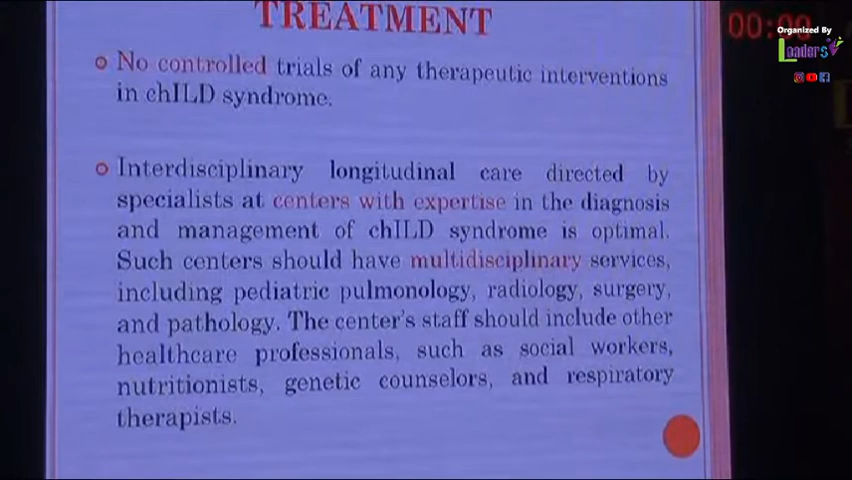 TREATMENT
No controlled trials of any therapeutic interventions
in chILD syndrome.
Interdisciplinary longitudinal care directed by
specialists at centers with expertise in the diagnosis
and management of chILD syndrome is optimal.
Such centers should have multidisciplinary services,
including pediatric pulmonology, radiology, surgery,
and pathology. The center's staff should include other
healthcare professionals, such as social workers,
nutritionists, genetic counselors, and respiratory
therapists.
00:00
Organized By
Leaders